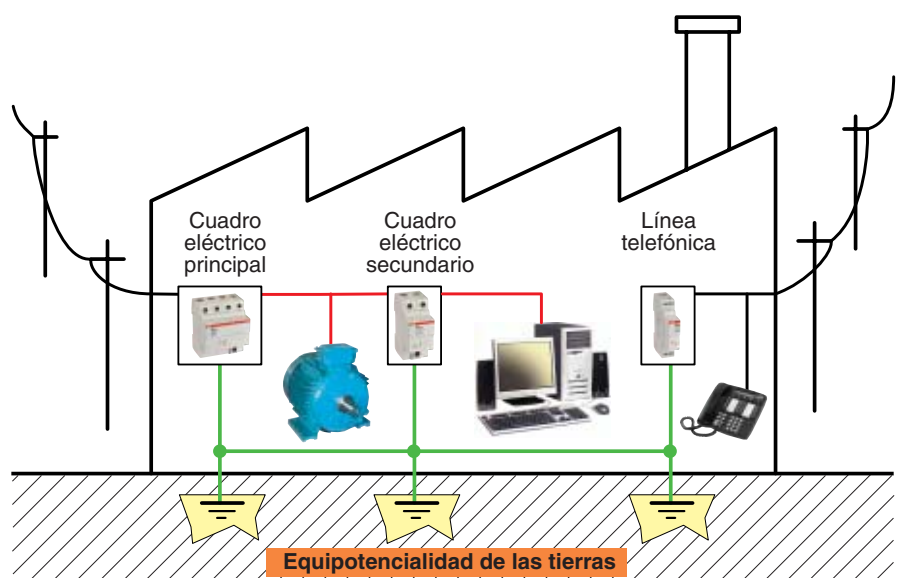 Cuadro
eléctrico
principal
Cuadro
eléctrico
secundario
Línea
telefónica
Equipotencialidad de las tierras